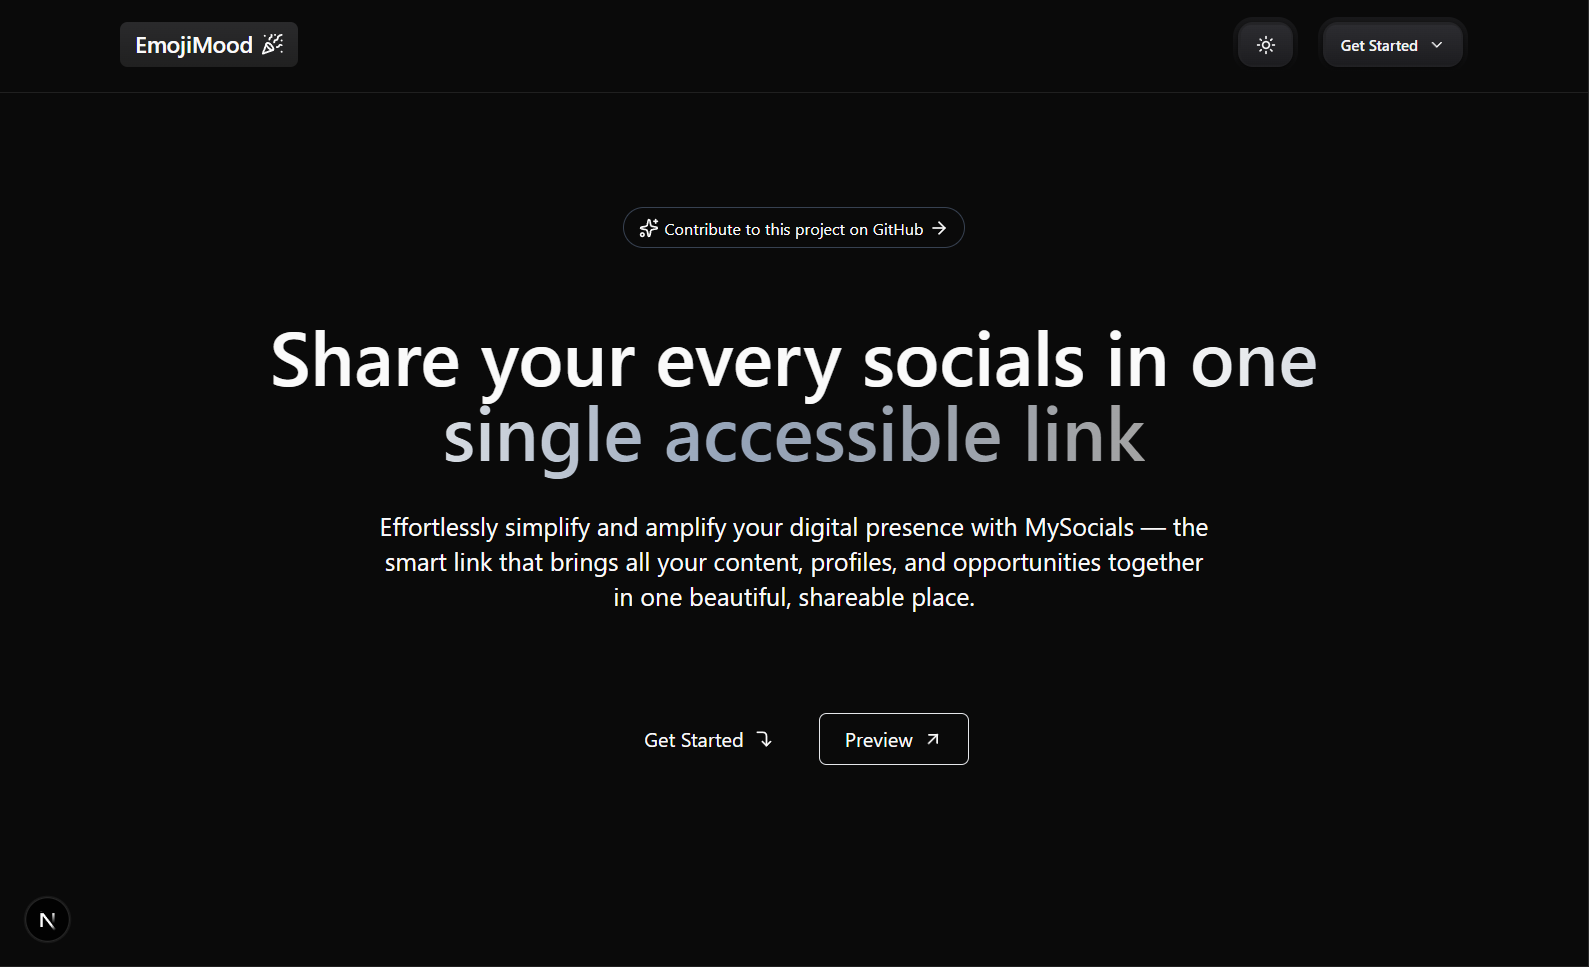 EmojiMood
Get Started
Contribute to this project on GitHub
Share your every socials in one
single accessible link
Effortlessly simplify and amplify your digital presence with MySocials — the
smart link that brings all your content, profiles, and opportunities together
in one beautiful, shareable place.
Get Started
Preview
N